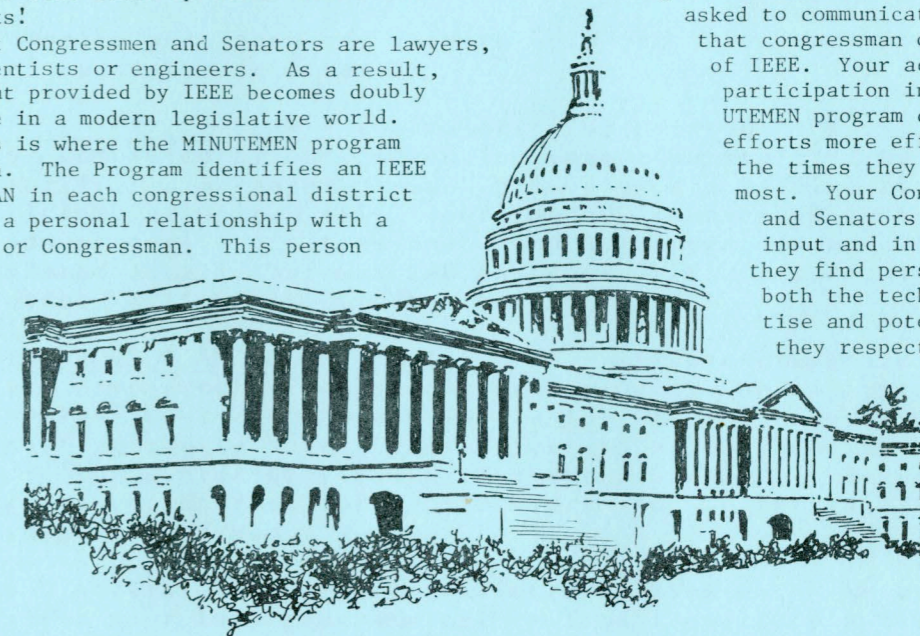 ts!
Congressmen and Senators are lawyers,
entists or engineers. As a result,
at provided by IEEE becomes doubly
e in a modern legislative world.
s is where the MINUTEMEN program
. The Program identifies an IEEE
AN in each congressional district
a personal relationship with a
or Congressman. This person
asked to communicat
that congressman o
of IEEE. Your ac
participation in
UTEMEN program c
efforts more eff
the times they
most. Your Con
and Senators
input and in
they find pers
both the tech
tise and pote
they respect